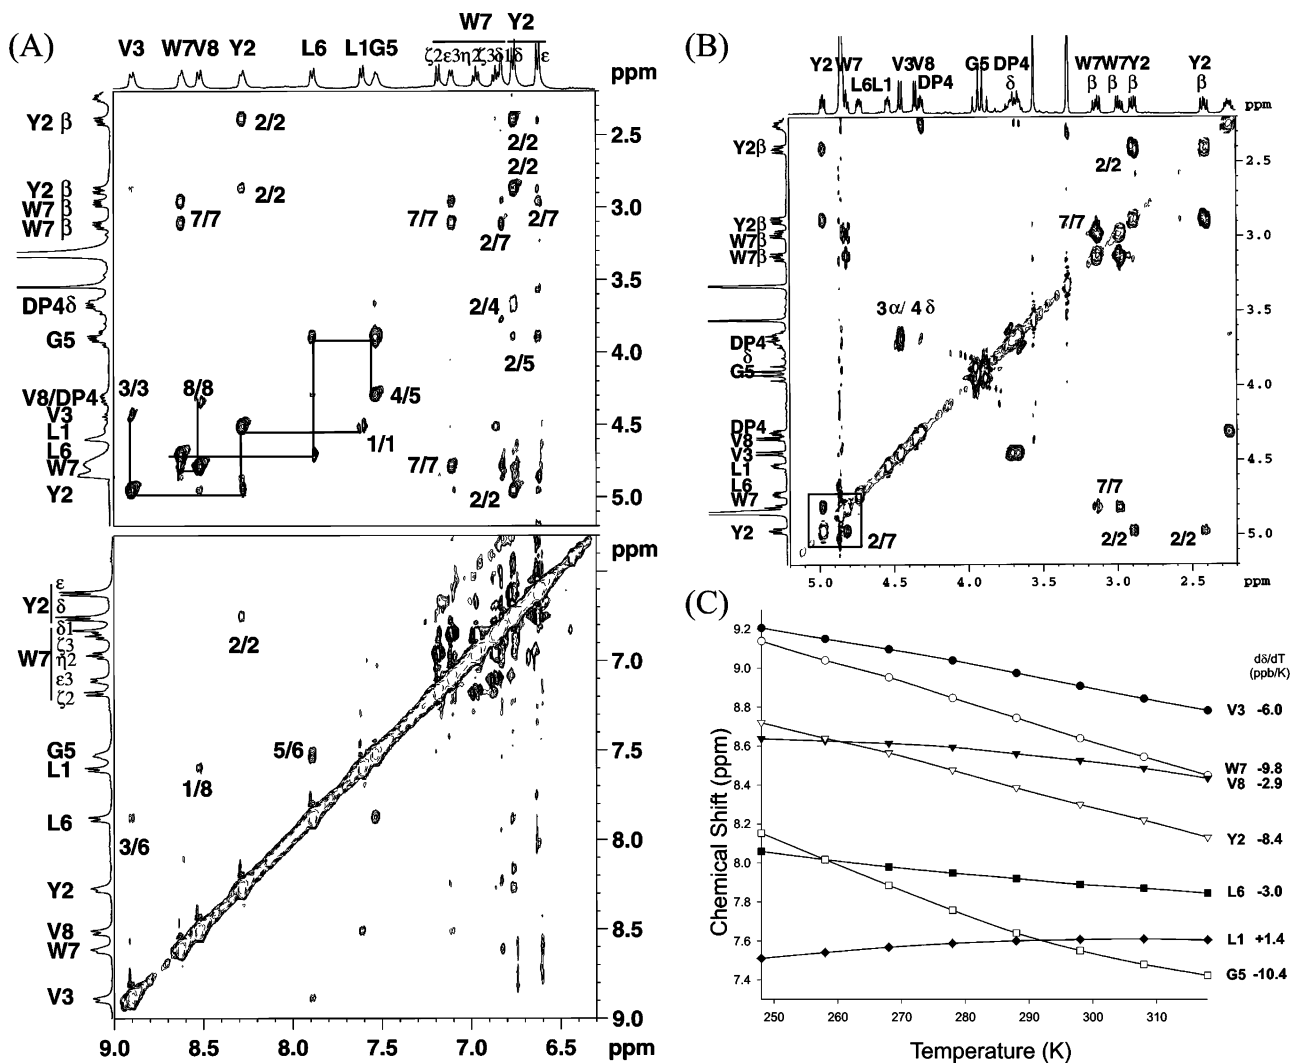 (A)
W7 Y2
V3 W7V8 Y2 L6 L1G5 ζ2ε3η2ζ3δ1δ ε
ppm
Y2 β
2/2
2/2
2.5
2/2
Y2 β
2/2
W7 β
3.0
W7 β
7/7
7/7
2/7
2/7
3.5
DP4δ
2/4
G5
4.0
2/5
3/3
8/8
V8/DP4
4/5
V3
L1
4.5
1/1
L6
W7
7/7
Y2
2/2
5.0
ppm
ε
Y2 δ
δ1
2/2
ζ3
W7 η2
7.0
ε3
ζ2
G5
5/6
7.5
L1
1/8
L6
8.0
3/6
Y2
V8
8.5
W7
V3
9.0
9.0 8.5 8.0 7.5 7.0 6.5
ppm
(B)
Y2 W7 V3V8 G5 DP4 W7W7Y2 Y2
L6L1 DP4 δ β β β β
ppm
Y2β
2.5
2/2
Y2β
7/7
3.0
W7β
W7β
3.5
3 α/ 4 δ
DP4
δ
G5
4.0
DP4
V8
V3
4.5
L1
L6
7/7
W7
Y2
2/7
2/2
2/2
5.0
5.0 4.5 4.0 3.5 3.0 2.5 ppm
(C)
Chemical Shift (ppm)
9.2
9.0
8.8
8.6
8.4
8.2
8.0
7.8
7.6
7.4
dδ/dT
(ppb/K)
V3 -6.0
W7 -9.8
V8 -2.9
Y2 -8.4
L6 -3.0
L1 +1.4
G5 -10.4
250 260 270 280 290 300 310
Temperature (K)